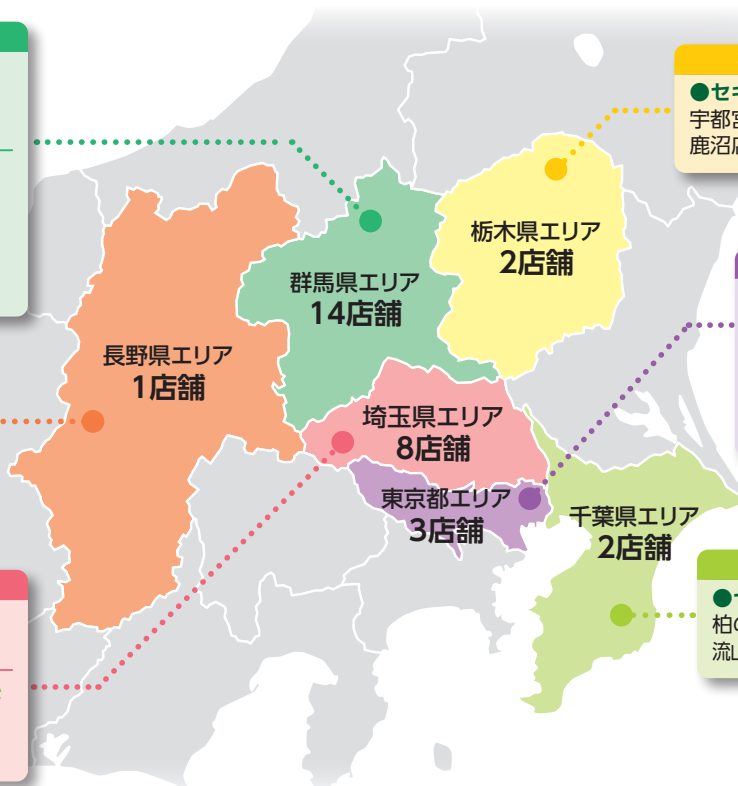 ●セキ
宇都宮
鹿沼店
栃木県エリア
2店舗
群馬県エリア
14店舗
長野県エリア
1店舗
埼玉県エリア
8店舗
東京都エリア
3店舗
千葉県エリア
2店舗
柏の
流山